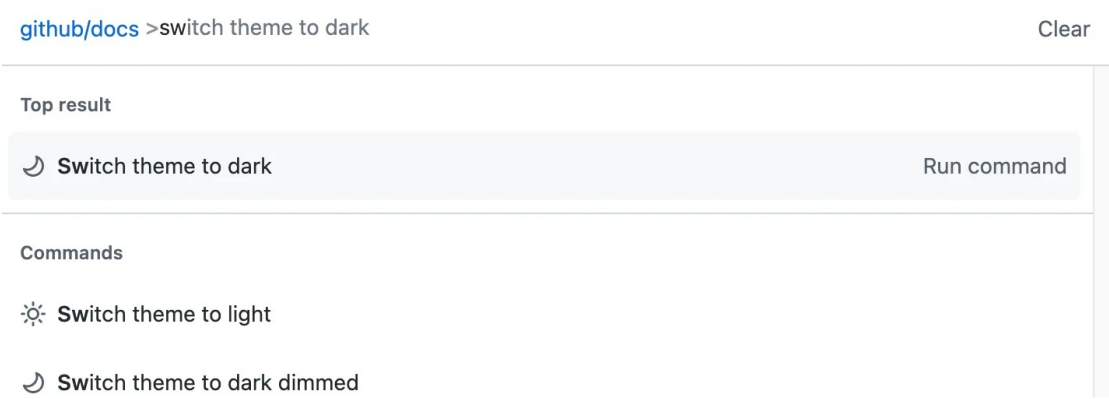 github/docs >switch theme to dark Clear
Top result
Switch theme to dark Run command
Commands
Switch theme to light
Switch theme to dark dimmed